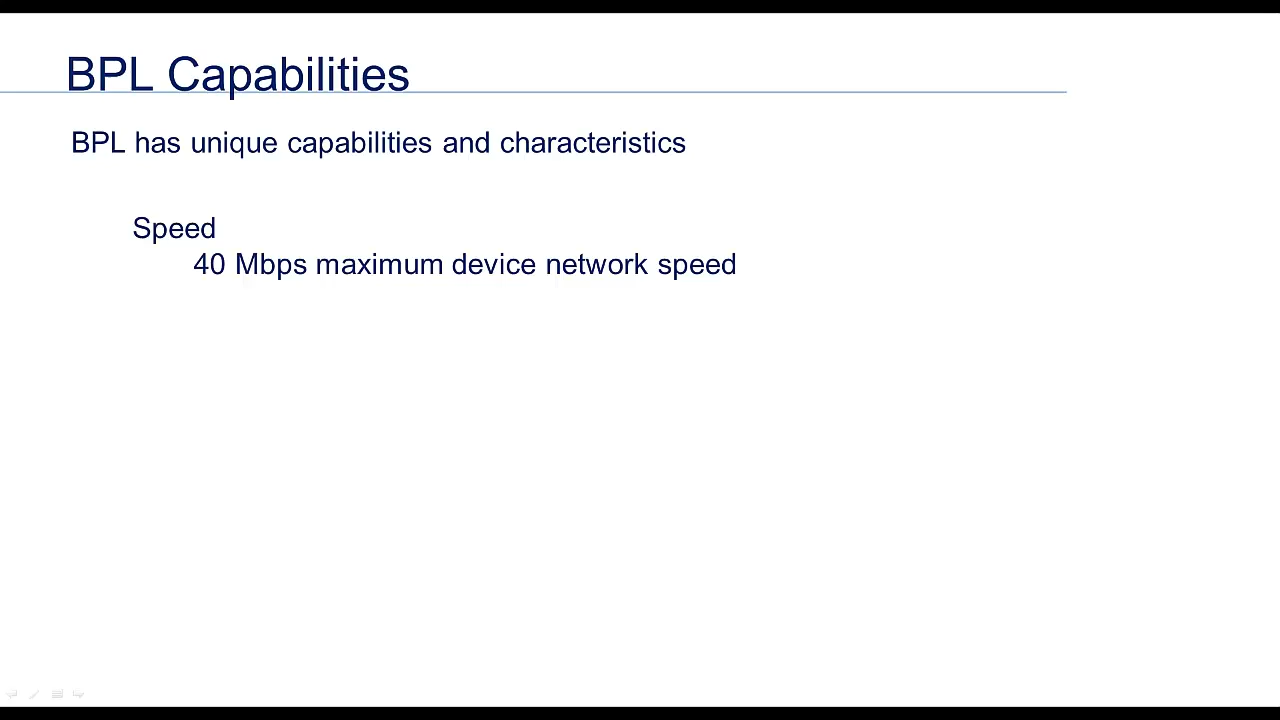 BPL Capabilities
BPL has unique capabilities and characteristics
Speed
40 Mbps maximum device network speed